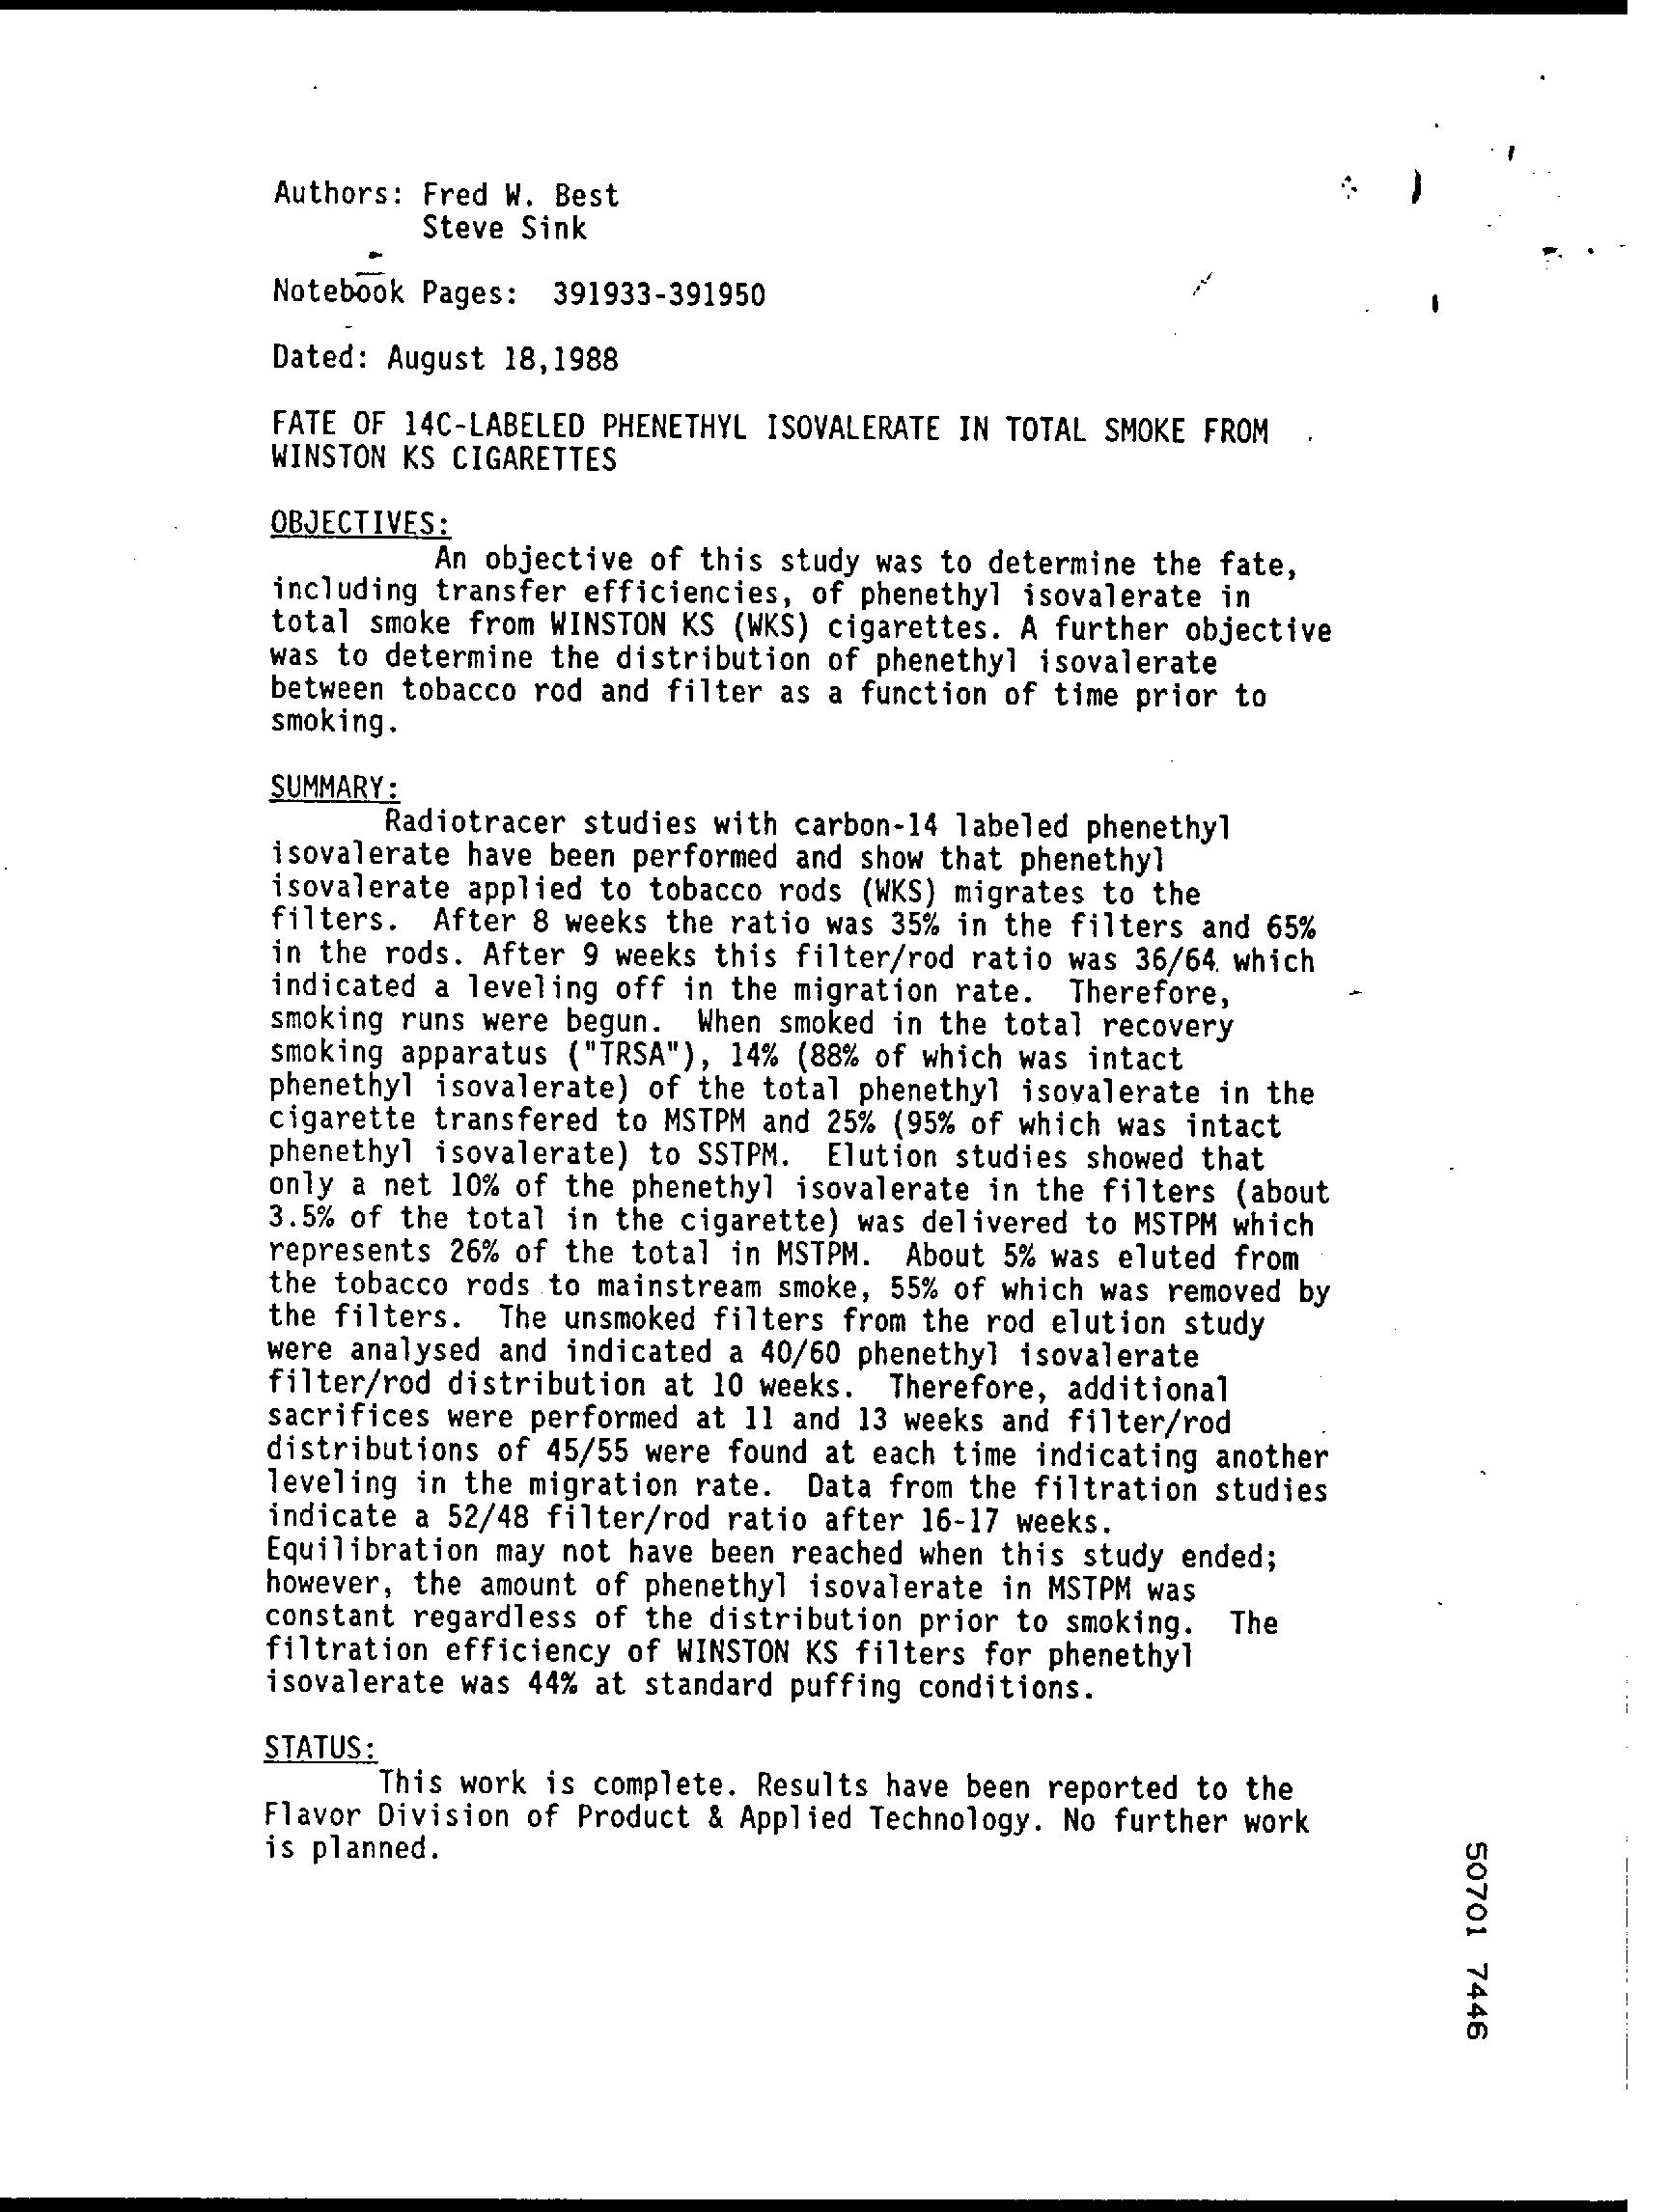 Authors: Fred W. Best
Steve Sink
Notebook Pages: 391933-391950
Dated: August 18,1988
FATE OF 14C-LABELED PHENETHYL ISOVALERATE IN TOTAL SMOKE FROM
WINSTON KS CIGARETTES
OBJECTIVES:
An objective of this study was to determine the fate,
including transfer efficiencies, of phenethyl isovalerate in
total smoke from WINSTON KS (WKS) cigarettes. A further objective
was to determine the distribution of phenethyl isovalerate
between tobacco rod and filter as a function of time prior to
smoking.
SUMMARY:
Radiotracer studies with carbon-14 labeled phenethyl
isovalerate have been performed and show that phenethyl
isovalerate applied to tobacco rods (WKS) migrates to the
filters. After 8 weeks the ratio was 35% in the filters and 65%
in the rods. After 9 weeks this filter/rod ratio was 36/64. which
indicated a leveling off in the migration rate. Therefore,
smoking runs were begun. When smoked in the total recovery
smoking apparatus ("TRSA"), 14% (88% of which was intact
phenethyl isovalerate) of the total phenethyl isovalerate in the
cigarette transfered to MSTPM and 25% (95% of which was intact
phenethyl isovalerate) to SSTPM. Elution studies showed that
only a net 10% of the phenethyl isovalerate in the filters (about
3.5% of the total in the cigarette) was delivered to MSTPM which
represents 26% of the total in MSTPM. About 5% was eluted from
the tobacco rods to mainstream smoke, 55% of which was removed by
the filters. The unsmoked filters from the rod elution study
were analysed and indicated a 40/60 phenethyl isovalerate
filter/rod distribution at 10 weeks. Therefore, additional
sacrifices were performed at 11 and 13 weeks and filter/rod
distributions of 45/55 were found at each time indicating another
leveling in the migration rate. Data from the filtration studies
indicate a 52/48 filter/rod ratio after 16-17 weeks.
Equilibration may not have been reached when this study ended;
however, the amount of phenethyl isovalerate in MSTPM was
constant regardless of the distribution prior to smoking. The
filtration efficiency of WINSTON KS filters for phenethyl
isovalerate was 44% at standard puffing conditions.
STATUS:
This work is complete. Results have been reported to the
Flavor Division of Product & Applied Technology. No further work
is planned.
50701 7446